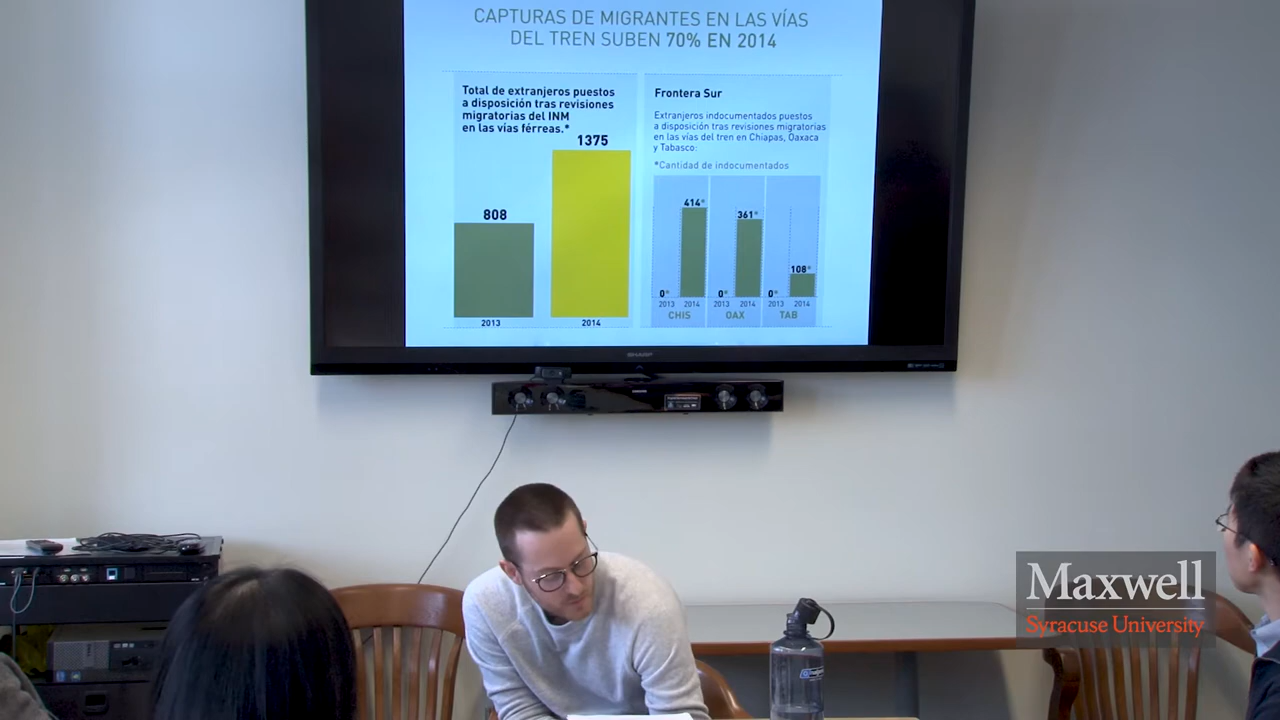 CAPTURAS DE MIGRANTES EN LAS VÍAS
DEL TREN SUBEN 70% EN 2014
Total de extranjeros puestos
a disposición tras revisiones
migratorias del INM
en las vías férreas.*
808
1375
2013
2014
Frontera Sur
Extranjeros indocumentados puestos
a disposición tras revisiones migratorias
en las vías del tren en Chiapas, Oaxaca
y Tabasco:
*Cantidad de indocumentados
414*
361*
108*
0*
0*
0*
2013 2014 2013 2014 2013 2014
CHIS OAX TAB
SHARP
Maxwell
Syracuse University